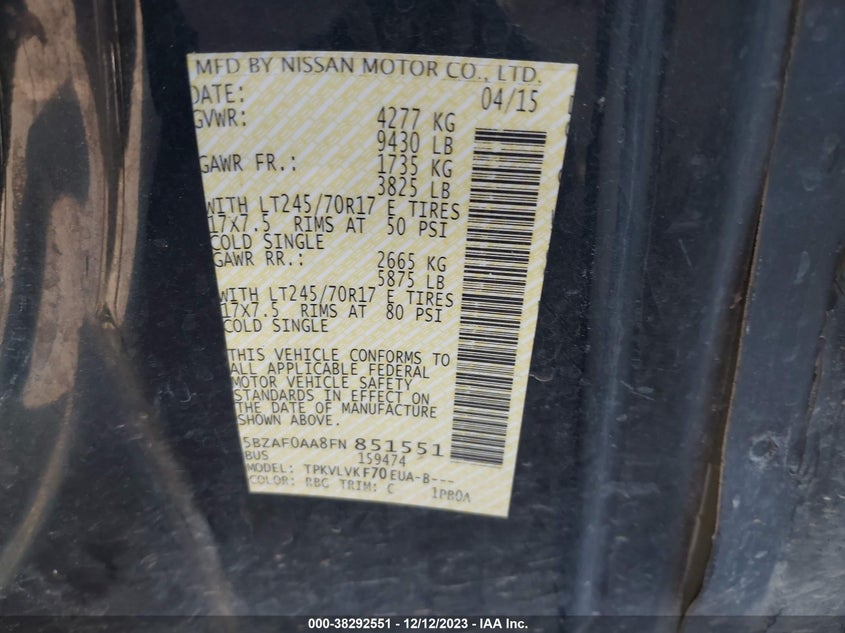 MFD BY NISSAN MOTOR CO., LTD.
DATE: 04/15
GVWR: 4277 KG
9430 LB
GAWR FR.: 1735 KG
3825 LB
WITH LT245/70R17 E TIRES
17X7.5 RIMS AT 50 PSI
COLD SINGLE
GAWR RR.: 2665 KG
5875 LB
WITH LT245/70R17 E TIRES
17X7.5 RIMS AT 80 PSI
COLD SINGLE
THIS VEHICLE CONFORMS TO
ALL APPLICABLE FEDERAL
MOTOR VEHICLE SAFETY
STANDARDS IN EFFECT ON
THE DATE OF MANUFACTURE
SHOWN ABOVE.
5BZAF0AA8FN 851551
BUS 159474
MODEL: TPKVLVKF70EUA-B---
COLOR: RBG TRIM: C 1PB0A
000-38292551 - 12/12/2023 - IAA Inc.